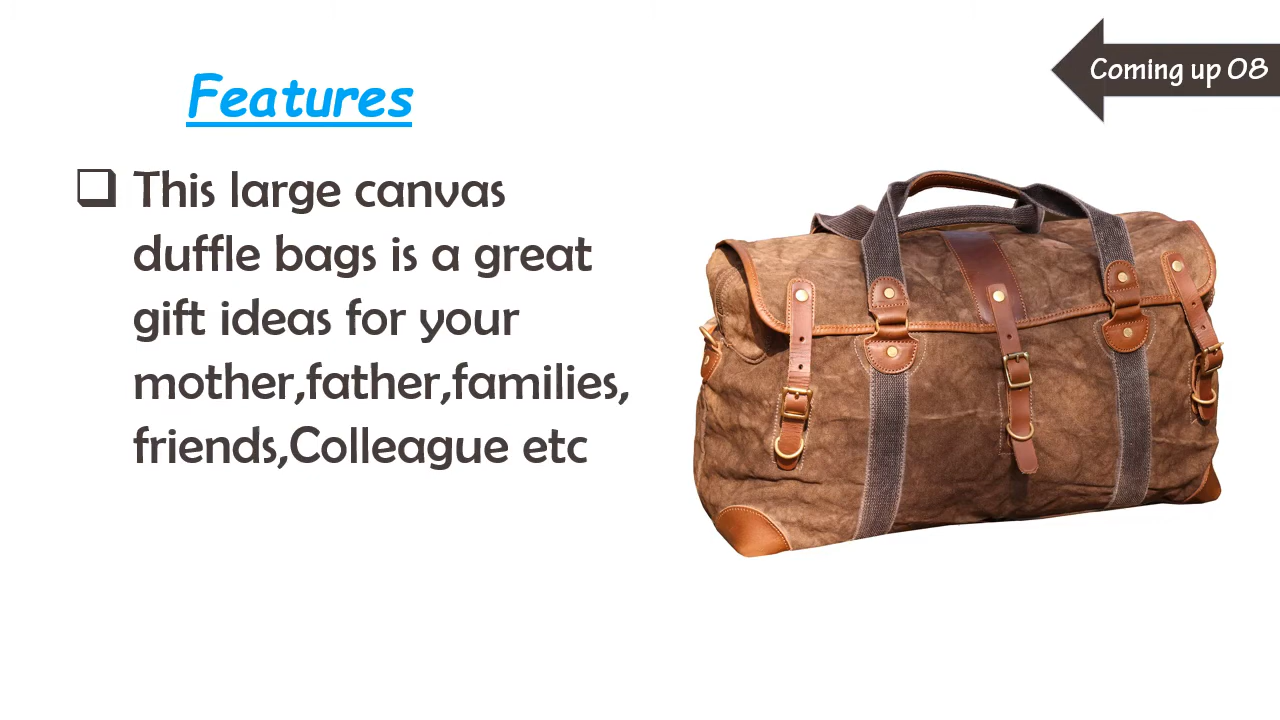 Coming up 08
Features
This large canvas
duffle bags is a great
gift ideas for your
mother,father,families,
friends,Colleague etc